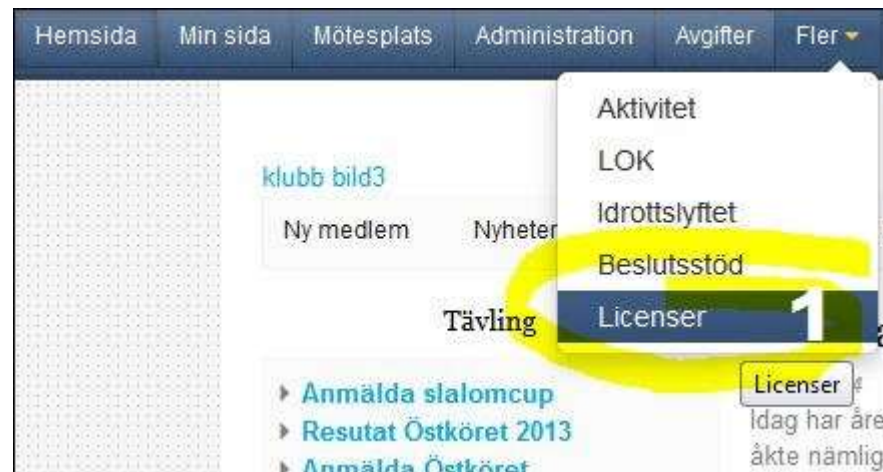 Hemsida Min sida Mötesplats Administration Avgifter Fler
Aktivitet
LOK
Idrottslyftet
Beslutsstöd
Licenser 1
klubb bild3
Ny medlem Nyheter
Tävling
Licenser
Anmälda slalomcup
Resutat Östköret 2013
Anmälda Östköret
Idag har åre
åkte nämlig